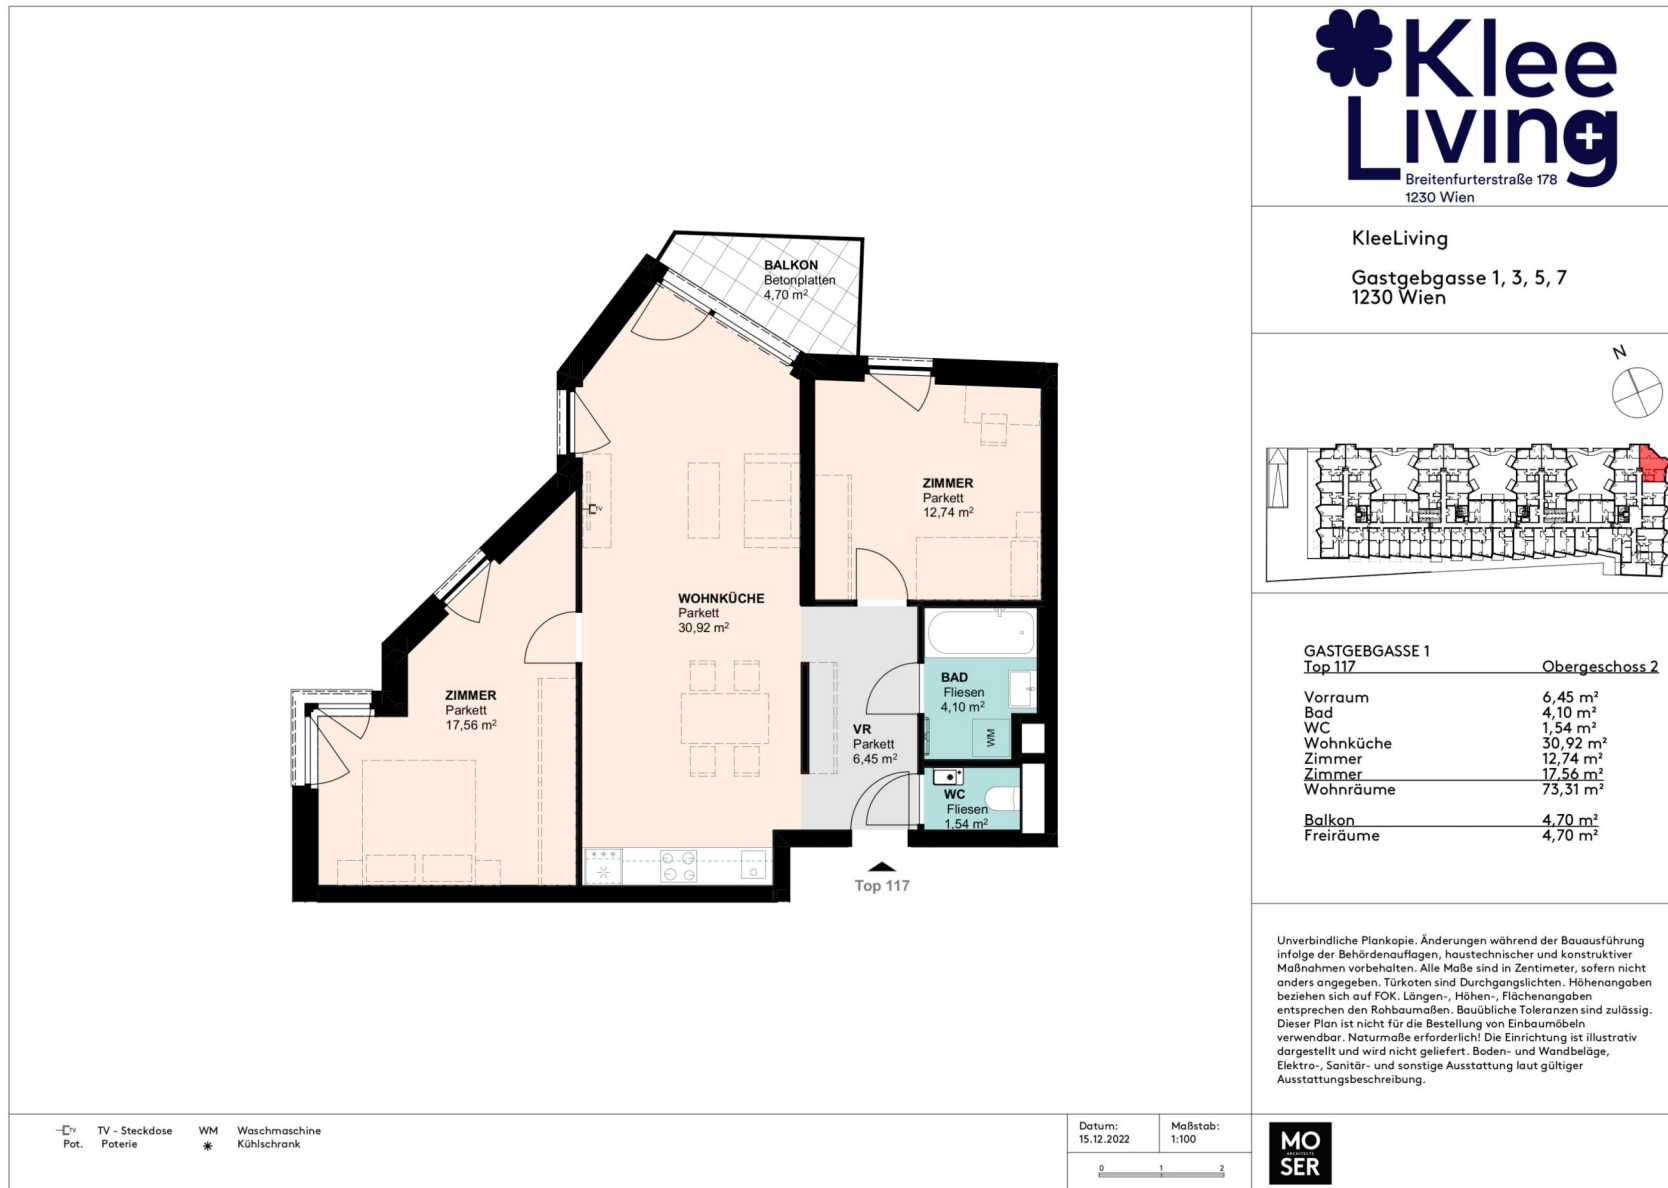 Klee
Living
Breitenfurterstraße 178
1230 Wien
KleeLiving
Gastgebgasse 1, 3, 5, 7
1230 Wien
N
BALKON
Betonplatten
4,70 m²
ZIMMER
Parkett
12,74 m²
TV
WOHNKÜCHE
Parkett
30,92 m²
ZIMMER
Parkett
17,56 m²
BAD
Fliesen
4,10 m²
WM
VR
Parkett
6,45 m²
WC
Fliesen
1,54 m²
Top 117
GASTGEBGASSE 1
Top 117 Obergeschoss 2
Vorraum 6,45 m²
Bad 4,10 m²
WC 1,54 m²
Wohnküche 30,92 m²
Zimmer 12,74 m²
Zimmer 17,56 m²
Wohnräume 73,31 m²
Balkon 4,70 m²
Freiräume 4,70 m²
Unverbindliche Plankopie. Änderungen während der Bauausführung
infolge der Behördenauflagen, haustechnischer und konstruktiver
Maßnahmen vorbehalten. Alle Maße sind in Zentimeter, sofern nicht
anders angegeben. Türkoten sind Durchgangslichten. Höhenangaben
beziehen sich auf FOK. Längen-, Höhen-, Flächenangaben
entsprechen den Rohbaumaßen. Bauübliche Toleranzen sind zulässig.
Dieser Plan ist nicht für die Bestellung von Einbaumöbeln
verwendbar. Naturmaße erforderlich! Die Einrichtung ist illustrativ
dargestellt und wird nicht geliefert. Boden- und Wandbeläge,
Elektro-, Sanitär- und sonstige Ausstattung laut gültiger
Ausstattungsbeschreibung.
TV TV - Steckdose WM Waschmaschine
Pot. Poterie Kühlschrank
Datum: Maßstab:
15.12.2022 1:100
0 1 2
MO
ARCHITECTS
SER